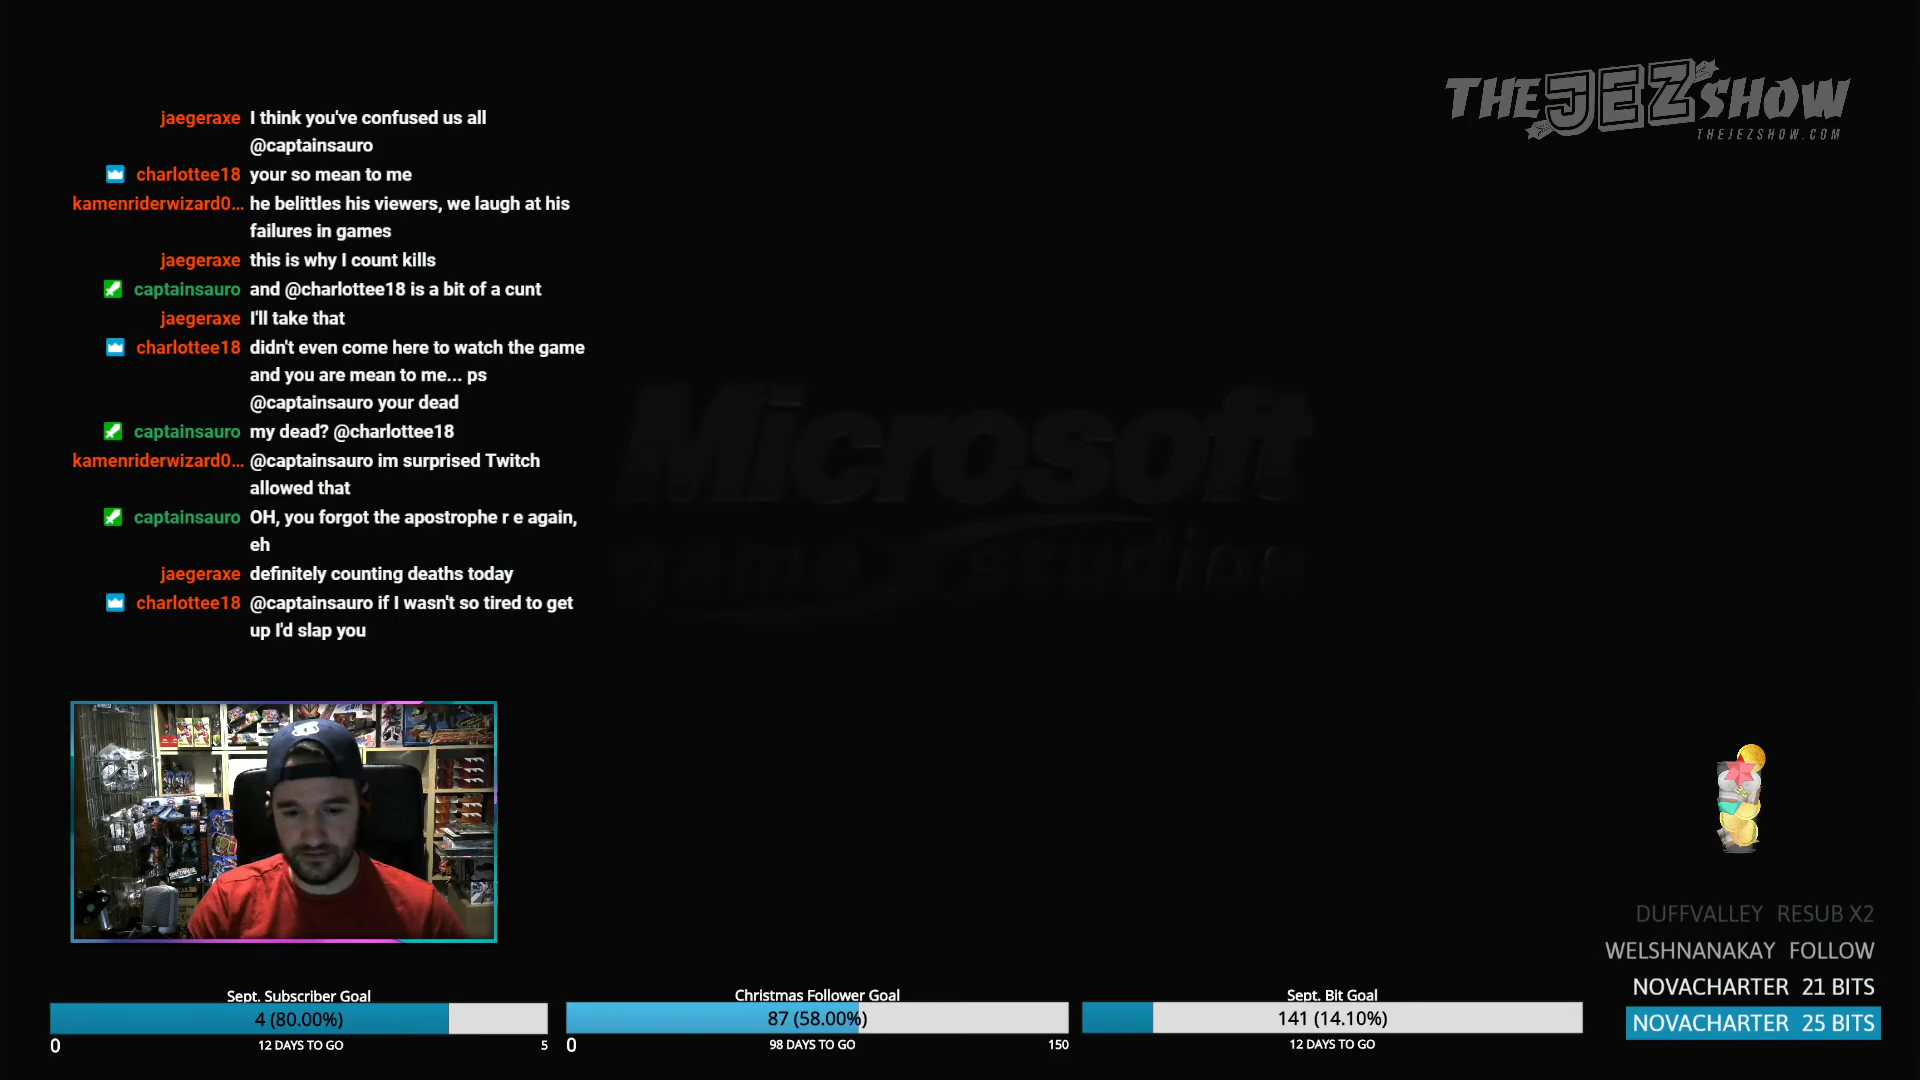 THE JEZ SHOW
THEJEZSHOW.COM
jaegeraxe I think you've confused us all
@captainsauro
charlottee18 your so mean to me
kamenriderwizard0... he belittles his viewers, we laugh at his
failures in games
jaegeraxe this is why I count kills
captainsauro and @charlottee18 is a bit of a cunt
jaegeraxe I'll take that
charlottee18 didn't even come here to watch the game
and you are mean to me... ps
@captainsauro your dead
captainsauro my dead? @charlottee18
kamenriderwizard0... @captainsauro im surprised Twitch
allowed that
captainsauro OH, you forgot the apostrophe r e again,
eh
jaegeraxe definitely counting deaths today
charlottee18 @captainsauro if I wasn't so tired to get
up I'd slap you
Microsoft
game studios
DUFFVALLEY RESUB X2
WELSHNANAKAY FOLLOW
NOVACHARTER 21 BITS
NOVACHARTER 25 BITS
Sept. Subscriber Goal
4 (80.00%)
0 12 DAYS TO GO 5
Christmas Follower Goal
87 (58.00%)
0 98 DAYS TO GO 150
Sept. Bit Goal
141 (14.10%)
12 DAYS TO GO